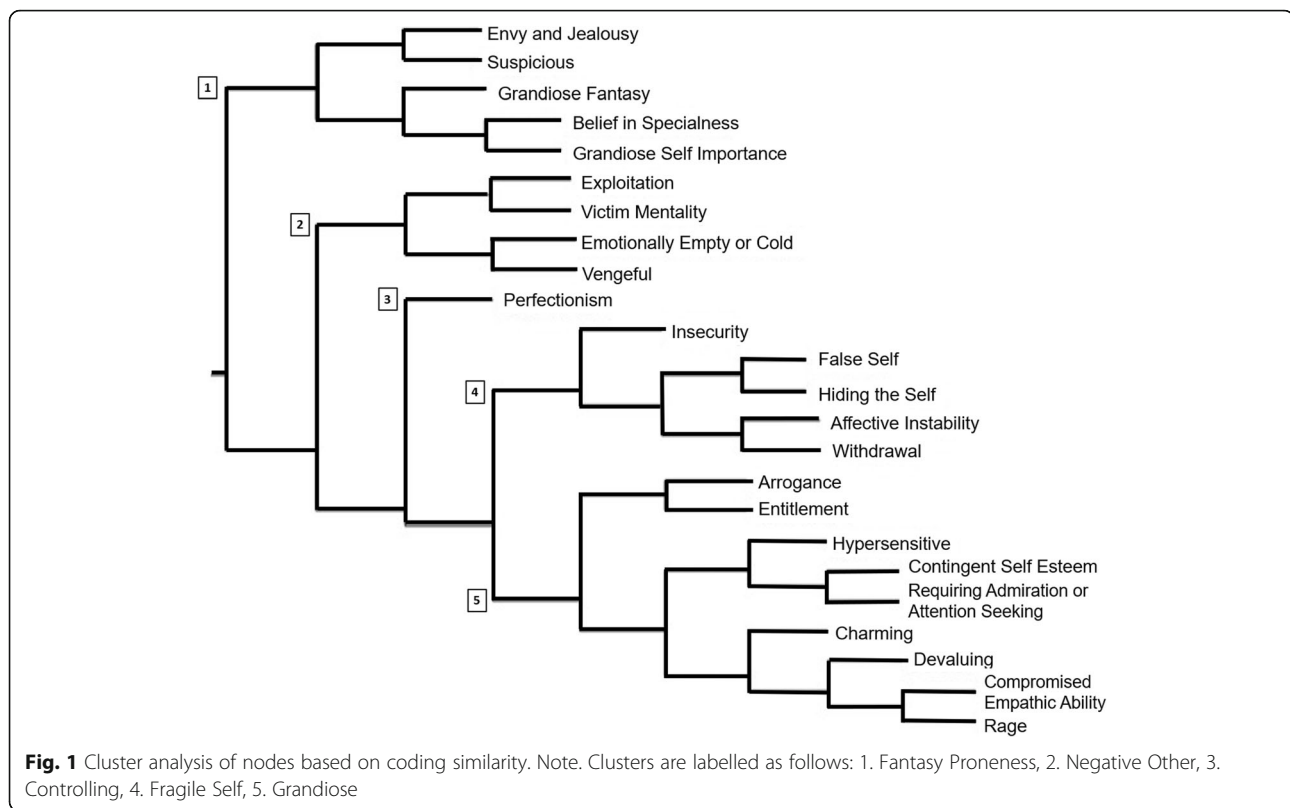 Envy and Jealousy
Suspicious
1
Grandiose Fantasy
Belief in Specialness
Grandiose Self Importance
Exploitation
Victim Mentality
2
Emotionally Empty or Cold
Vengeful
3
Perfectionism
Insecurity
False Self
4
Hiding the Self
Affective Instability
Withdrawal
Arrogance
Entitlement
Hypersensitive
Contingent Self Esteem
5
Requiring Admiration or
Attention Seeking
Charming
Devaluing
Compromised
Empathic Ability
Rage
Fig. 1 Cluster analysis of nodes based on coding similarity. Note. Clusters are labelled as follows: 1. Fantasy Proneness, 2. Negative Other, 3.
Controlling, 4. Fragile Self, 5. Grandiose